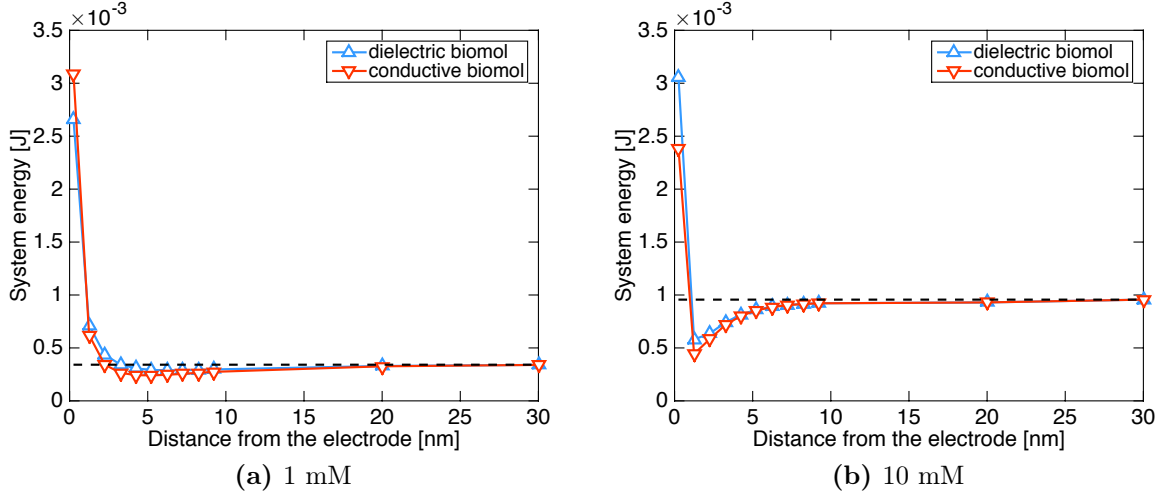 ×10⁻³
3.5
3
2.5
2
1.5
1
0.5
0
System energy [J]
dielectric biomol
conductive biomol
0 5 10 15 20 25 30
Distance from the electrode [nm]
(a) 1 mM
×10⁻³
3.5
3
2.5
2
1.5
1
0.5
0
System energy [J]
dielectric biomol
conductive biomol
0 5 10 15 20 25 30
Distance from the electrode [nm]
(b) 10 mM